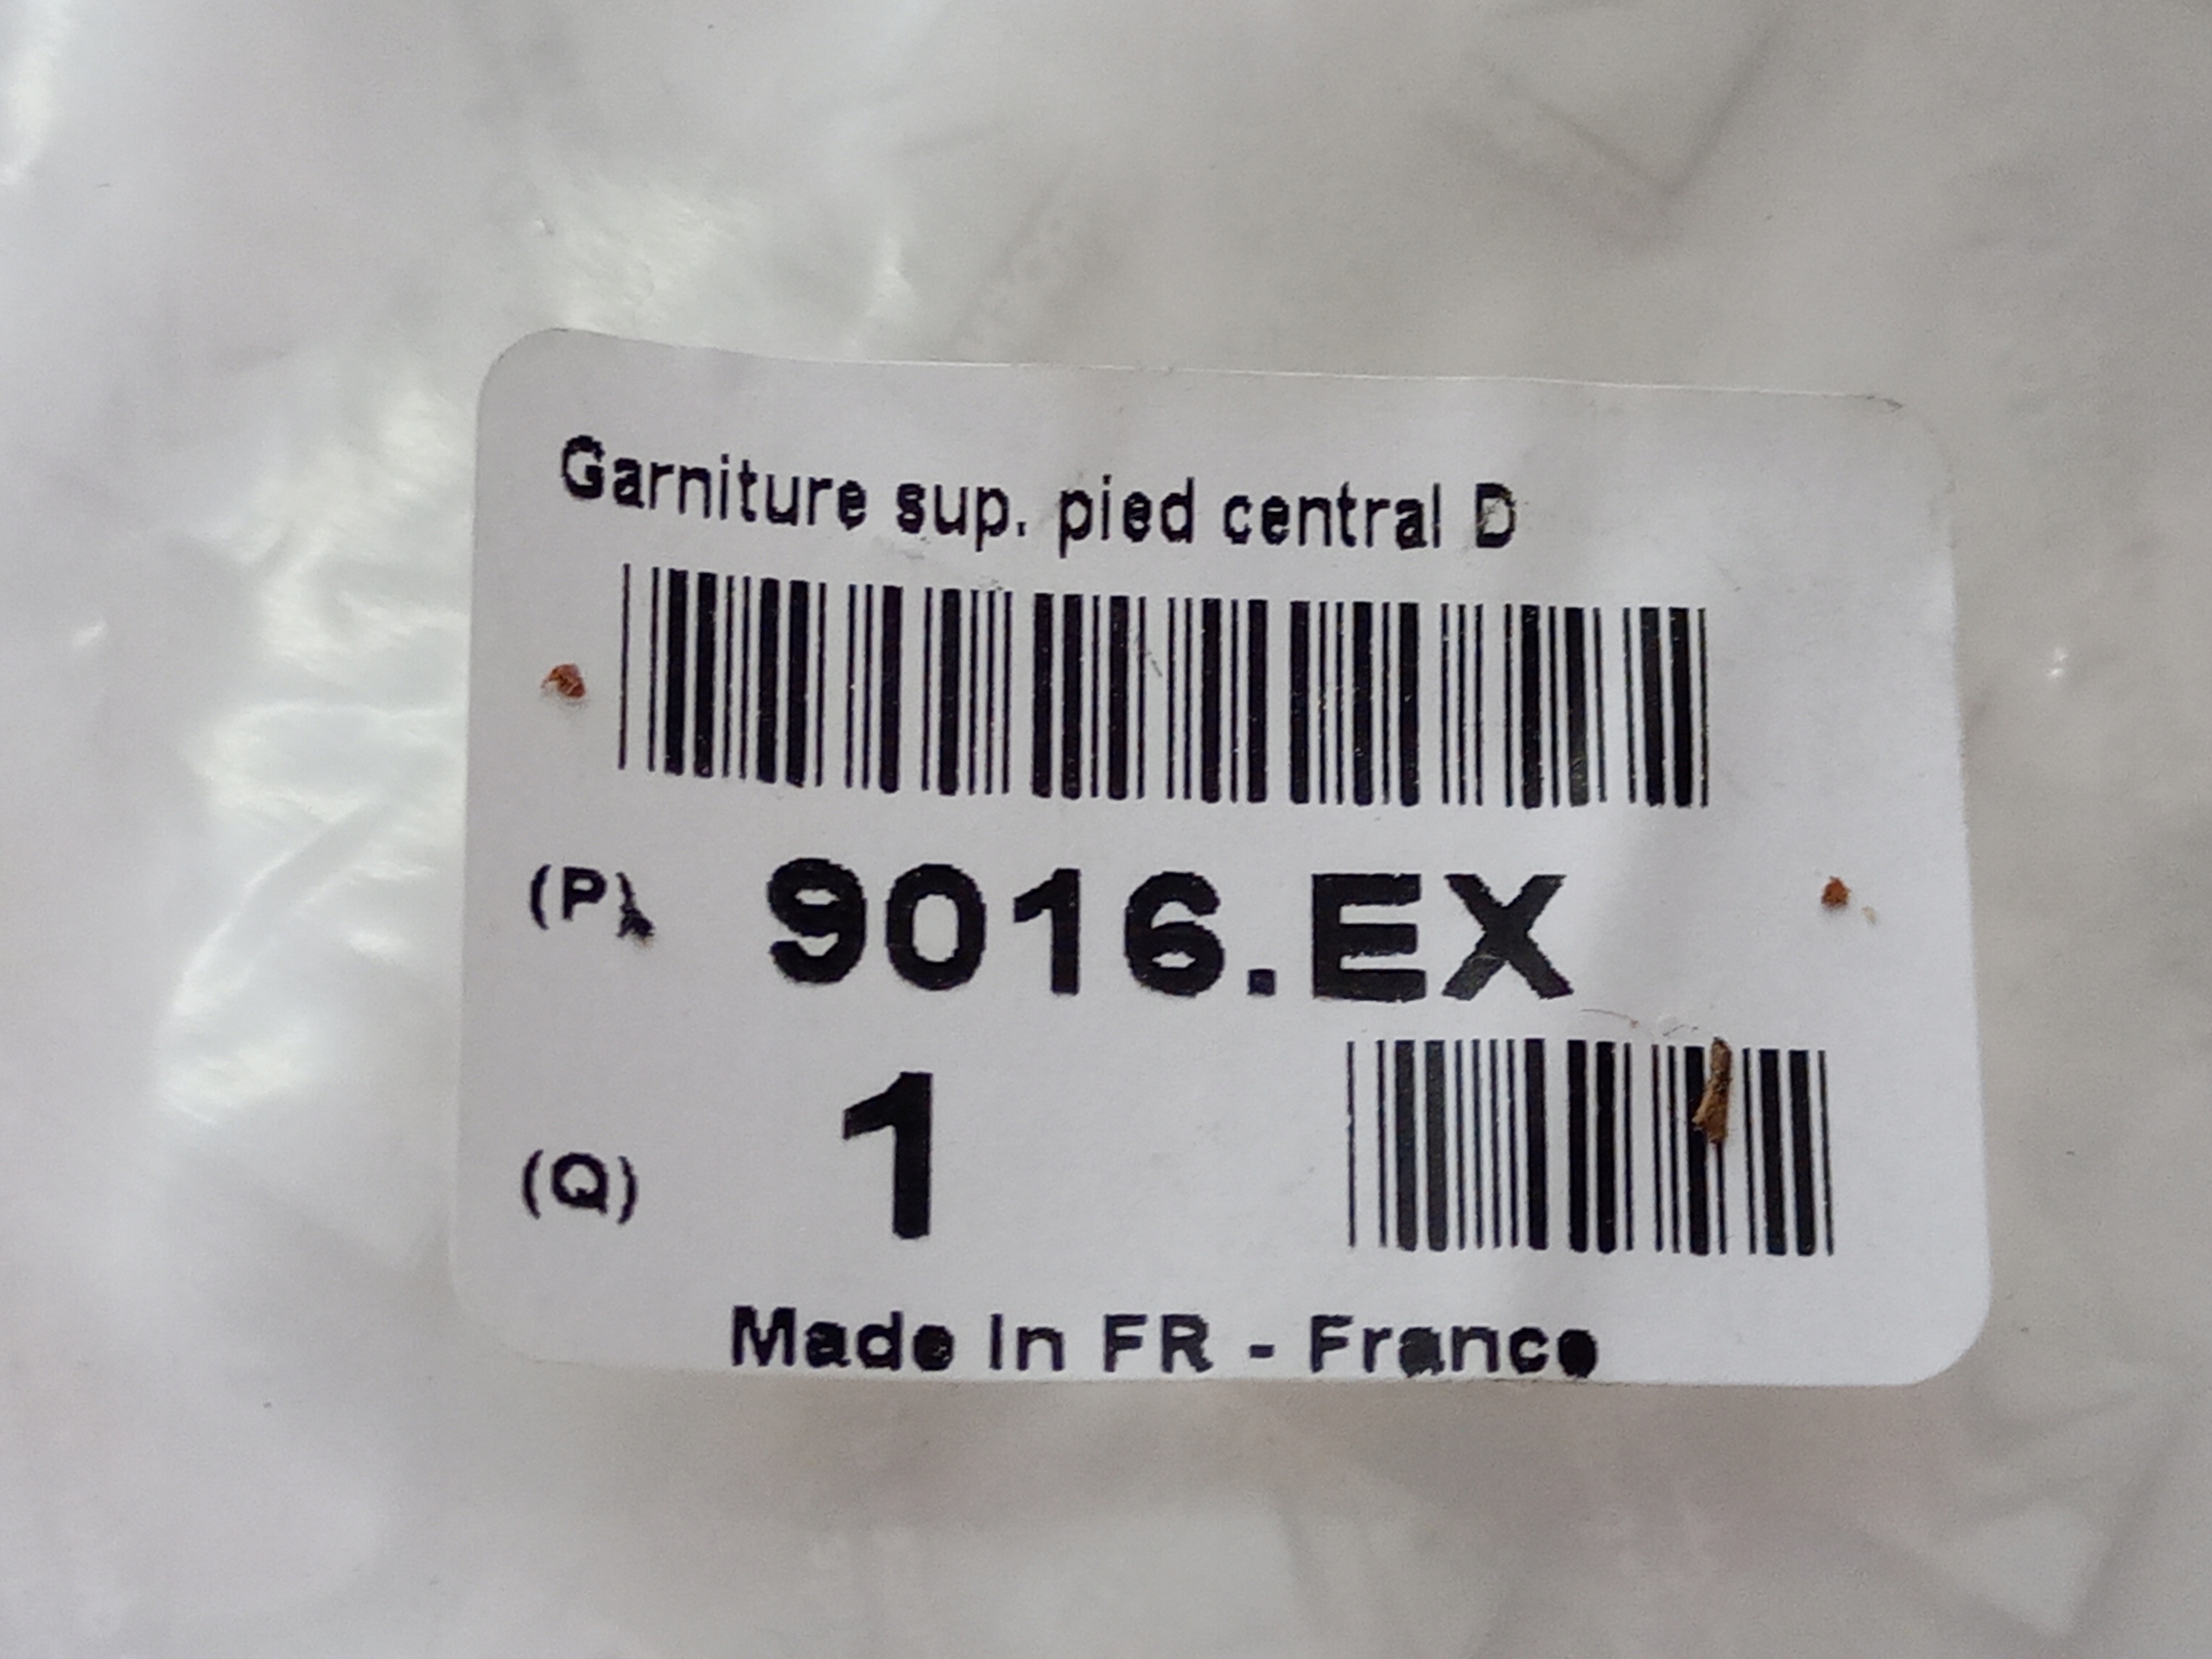 Garniture sup. pied central D
(P) 9016.EX
(Q) 1
Made In FR - France